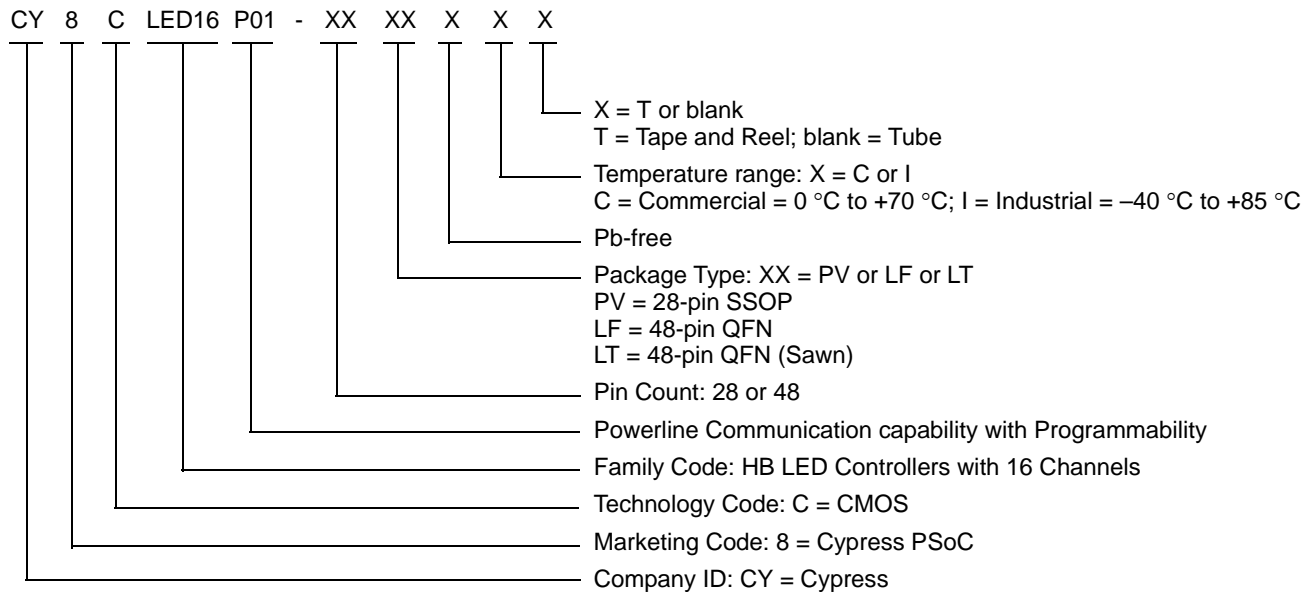 CY 8 C LED16 P01 - XX XX X X X
X = T or blank
T = Tape and Reel; blank = Tube
Temperature range: X = C or I
C = Commercial = 0 °C to +70 °C; I = Industrial = –40 °C to +85 °C
Pb-free
Package Type: XX = PV or LF or LT
PV = 28-pin SSOP
LF = 48-pin QFN
LT = 48-pin QFN (Sawn)
Pin Count: 28 or 48
Powerline Communication capability with Programmability
Family Code: HB LED Controllers with 16 Channels
Technology Code: C = CMOS
Marketing Code: 8 = Cypress PSoC
Company ID: CY = Cypress